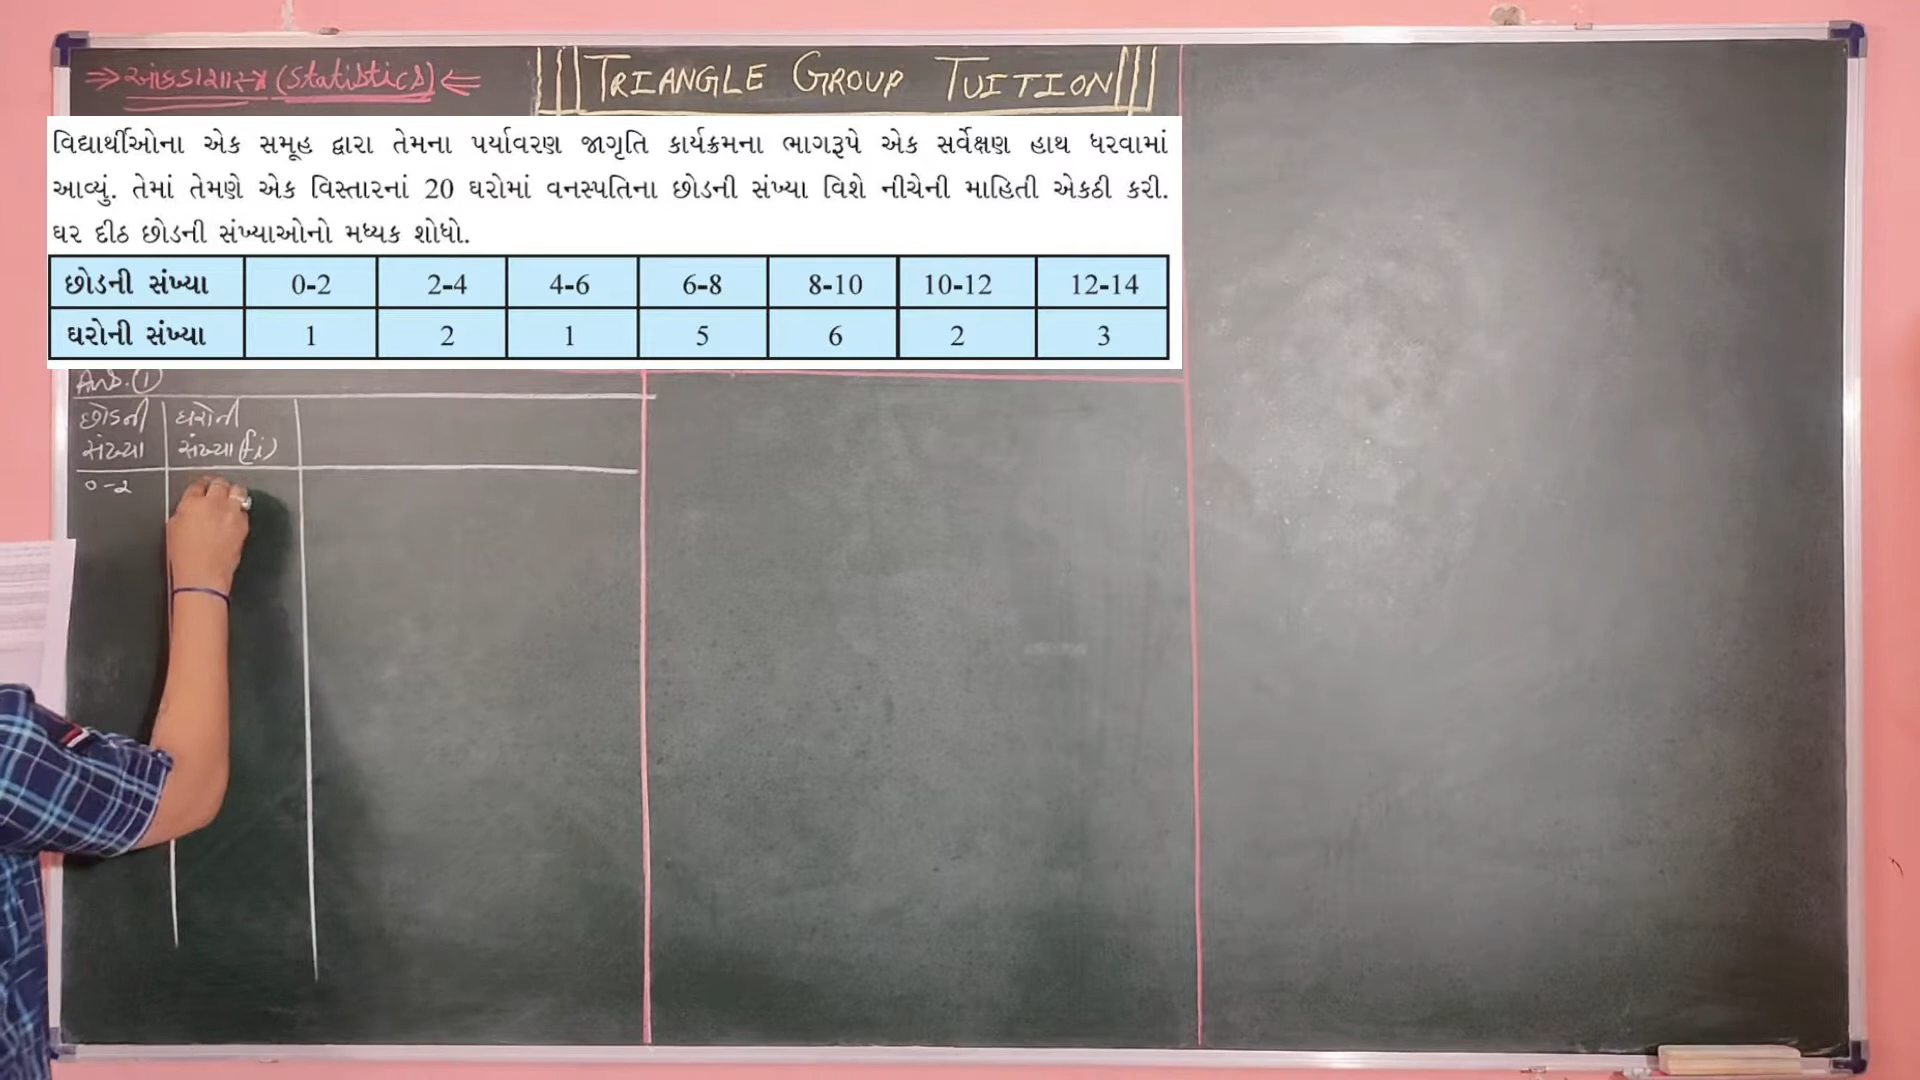 ⇒ આંકડાશાસ્ત્ર (Statistics) ⇐
TRIANGLE GROUP TUITION
વિદ્યાર્થીઓના એક સમૂહ દ્વારા તેમના પર્યાવરણ જાગૃતિ કાર્યક્રમના ભાગરૂપે એક સર્વેક્ષણ હાથ ધરવામાં
આવ્યું. તેમાં તેમણે એક વિસ્તારનાં 20 ઘરોમાં વનસ્પતિના છોડની સંખ્યા વિશે નીચેની માહિતી એકઠી કરી.
ઘર દીઠ છોડની સંખ્યાઓનો મધ્યક શોધો.
છોડની સંખ્યા 0-2 2-4 4-6 6-8 8-10 10-12 12-14
ઘરોની સંખ્યા 1 2 1 5 6 2 3
Ans. (1)
છોડની ઘરોની
સંખ્યા સંખ્યા (fi)
૦-૨